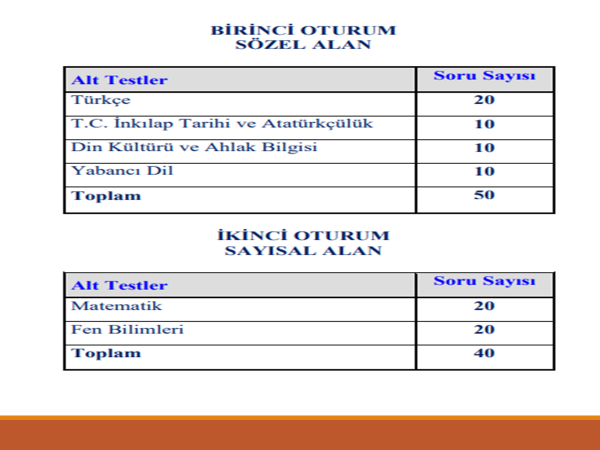 BİRİNCİ OTURUM
SÖZEL ALAN
Alt Testler Soru Sayısı
Türkçe 20
T.C. İnkılap Tarihi ve Atatürkçülük 10
Din Kültürü ve Ahlak Bilgisi 10
Yabancı Dil 10
Toplam 50
İKİNCİ OTURUM
SAYISAL ALAN
Alt Testler Soru Sayısı
Matematik 20
Fen Bilimleri 20
Toplam 40